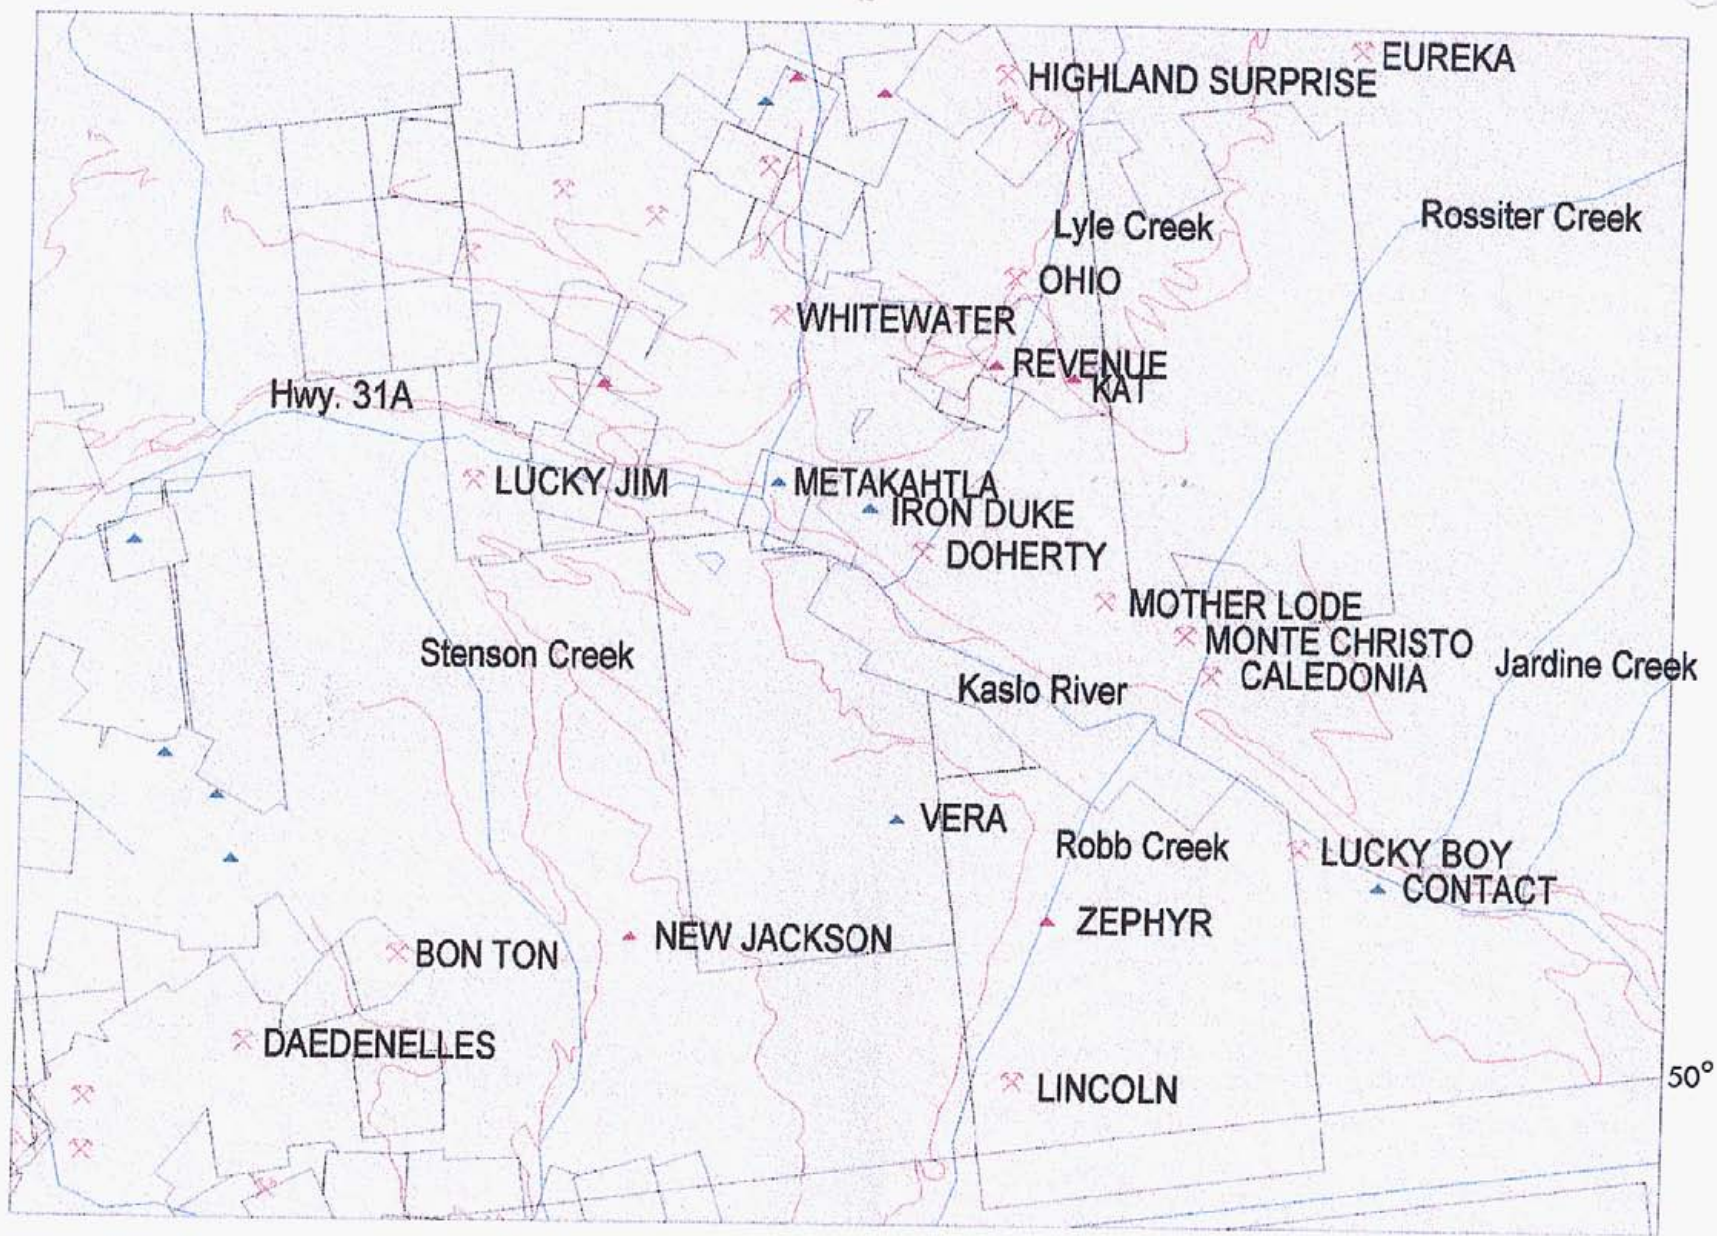 EUREKA
HIGHLAND SURPRISE
Rossiter Creek
Lyle Creek
OHIO
WHITEWATER
REVENUE
KAT
Hwy. 31A
LUCKY JIM
METAKAHTLA
IRON DUKE
DOHERTY
MOTHER LODE
MONTE CHRISTO
Stenson Creek
Jardine Creek
CALEDONIA
Kaslo River
VERA
Robb Creek
LUCKY BOY
CONTACT
ZEPHYR
NEW JACKSON
BON TON
DAEDENELLES
50°
LINCOLN